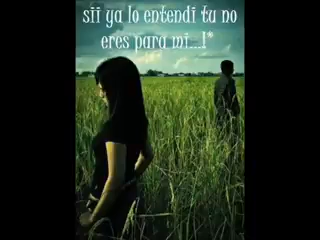 sii ya lo entendi tu no
eres para mi...!*